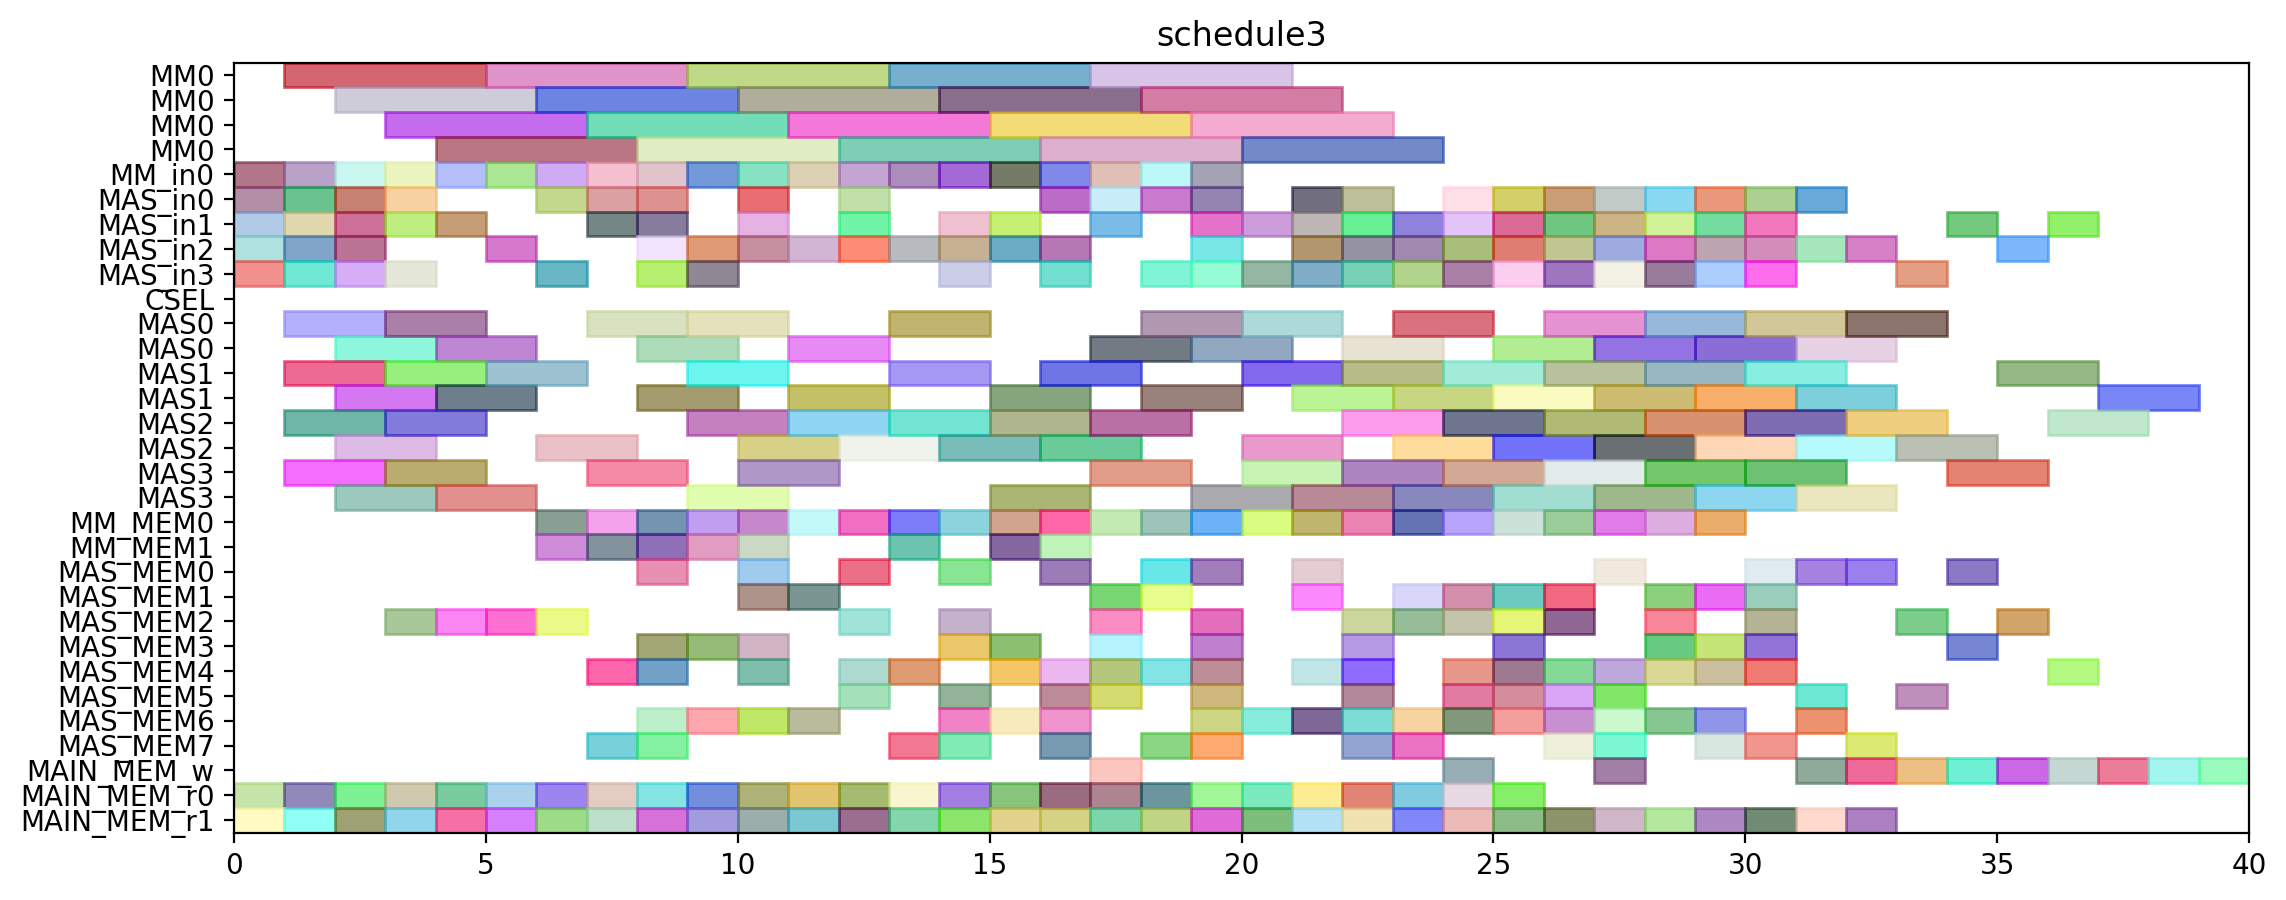 schedule3
MM0
MM0
MM0
MM0
MM_in0
MAS_in0
MAS_in1
MAS_in2
MAS_in3
CSEL
MAS0
MAS0
MAS1
MAS1
MAS2
MAS2
MAS3
MAS3
MM_MEM0
MM_MEM1
MAS_MEM0
MAS_MEM1
MAS_MEM2
MAS_MEM3
MAS_MEM4
MAS_MEM5
MAS_MEM6
MAS_MEM7
MAIN_MEM_w
MAIN_MEM_r0
MAIN_MEM_r1
0 5 10 15 20 25 30 35 40